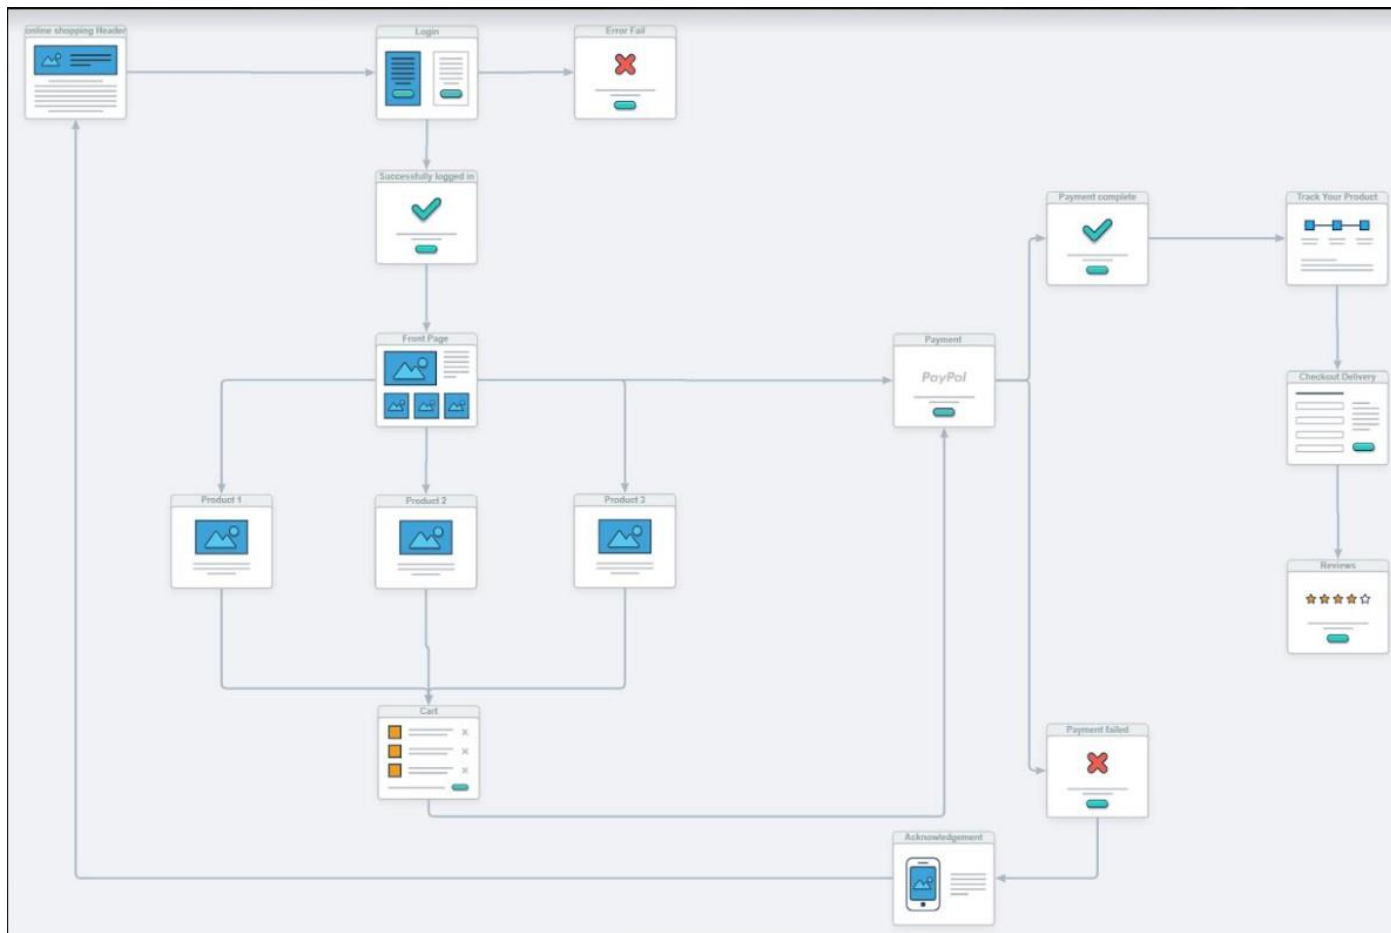 online shopping Header
Login
Error Fail
Successfully logged in
Payment complete
Track Your Product
Front Page
Payment
PayPal
Checkout Delivery
Product 1
Product 2
Product 3
Reviews
Cart
Payment failed
Acknowledgement